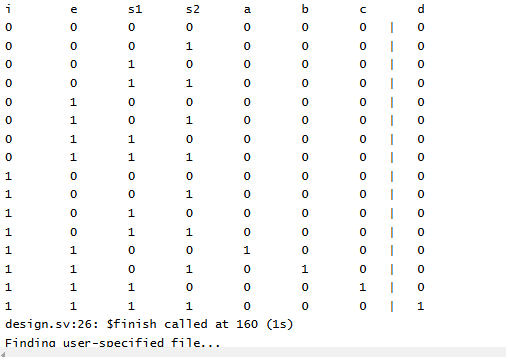 i e s1 s2 a b c d
0 0 0 0 0 0 0 | 0
0 0 0 1 0 0 0 | 0
0 0 1 0 0 0 0 | 0
0 0 1 1 0 0 0 | 0
0 1 0 0 0 0 0 | 0
0 1 0 1 0 0 0 | 0
0 1 1 0 0 0 0 | 0
0 1 1 1 0 0 0 | 0
1 0 0 0 0 0 0 | 0
1 0 0 1 0 0 0 | 0
1 0 1 0 0 0 0 | 0
1 0 1 1 0 0 0 | 0
1 1 0 0 1 0 0 | 0
1 1 0 1 0 1 0 | 0
1 1 1 0 0 0 1 | 0
1 1 1 1 0 0 0 | 1
design.sv:26: $finish called at 160 (1s)
Finding user-specified file...